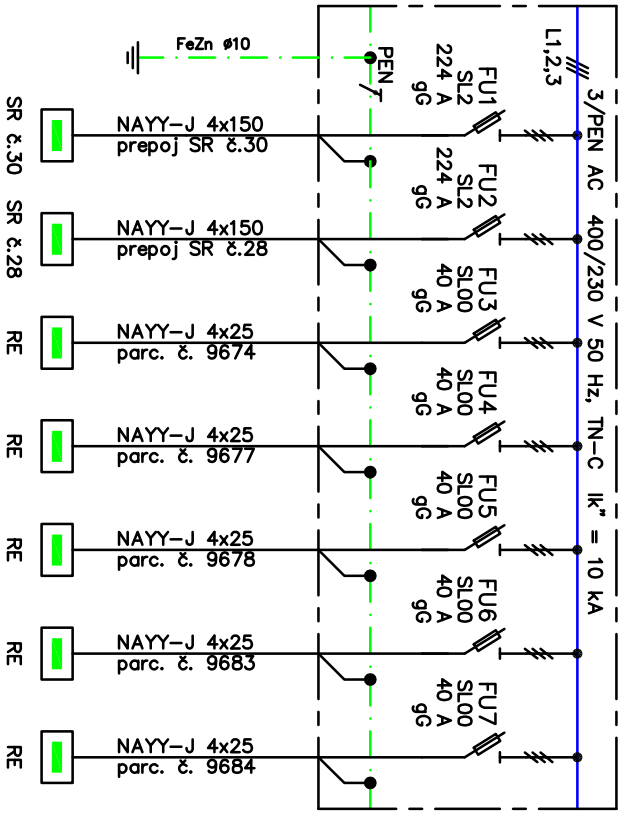 3/PEN AC 400/230 V 50 Hz, TN-C Ik" = 10 kA
L1,2,3
FU1
SL2
224 A
gG
FU2
SL2
224 A
gG
FU3
SL00
40 A
gG
FU4
SL00
40 A
gG
FU5
SL00
40 A
gG
FU6
SL00
40 A
gG
FU7
SL00
40 A
gG
PEN
FeZn ø10
NAYY-J 4x150
prepoj SR č.30
NAYY-J 4x150
prepoj SR č.28
NAYY-J 4x25
parc. č. 9674
NAYY-J 4x25
parc. č. 9677
NAYY-J 4x25
parc. č. 9678
NAYY-J 4x25
parc. č. 9683
NAYY-J 4x25
parc. č. 9684
SR č.30
SR č.28
RE
RE
RE
RE
RE